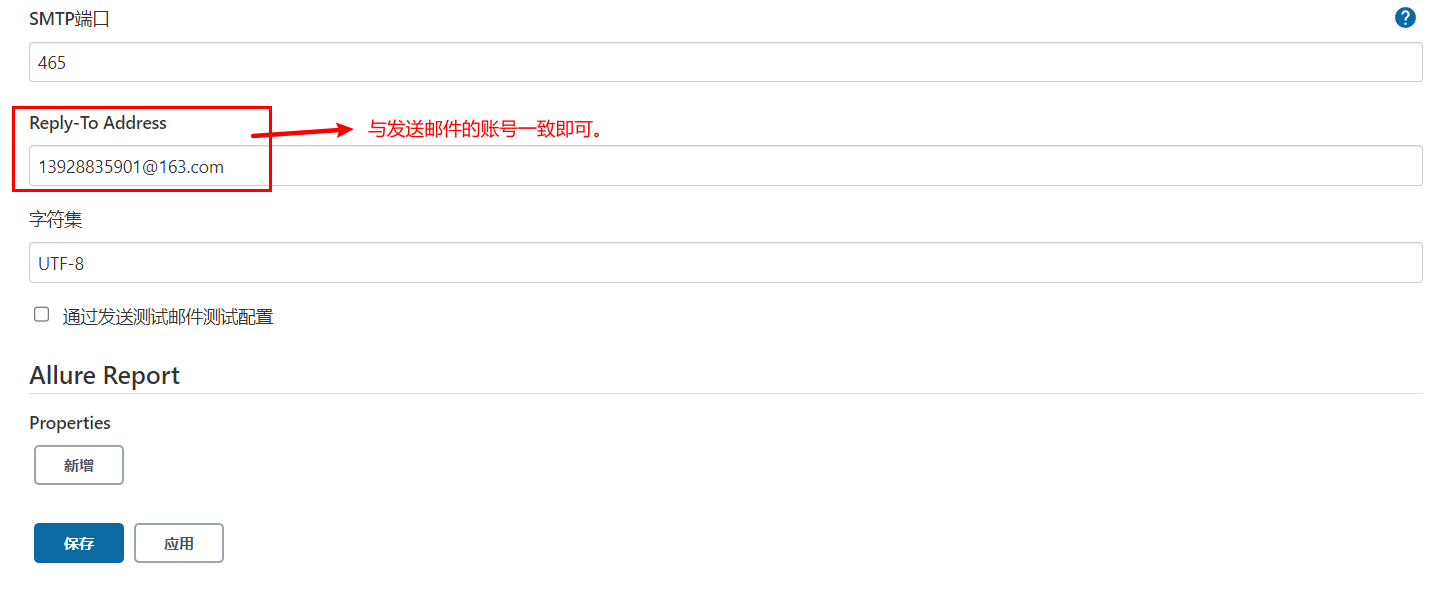 SMTP端口
?
465
Reply-To Address
与发送邮件的账号一致即可。
13928835901@163.com
字符集
UTF-8
通过发送测试邮件测试配置
Allure Report
Properties
新增
保存 应用